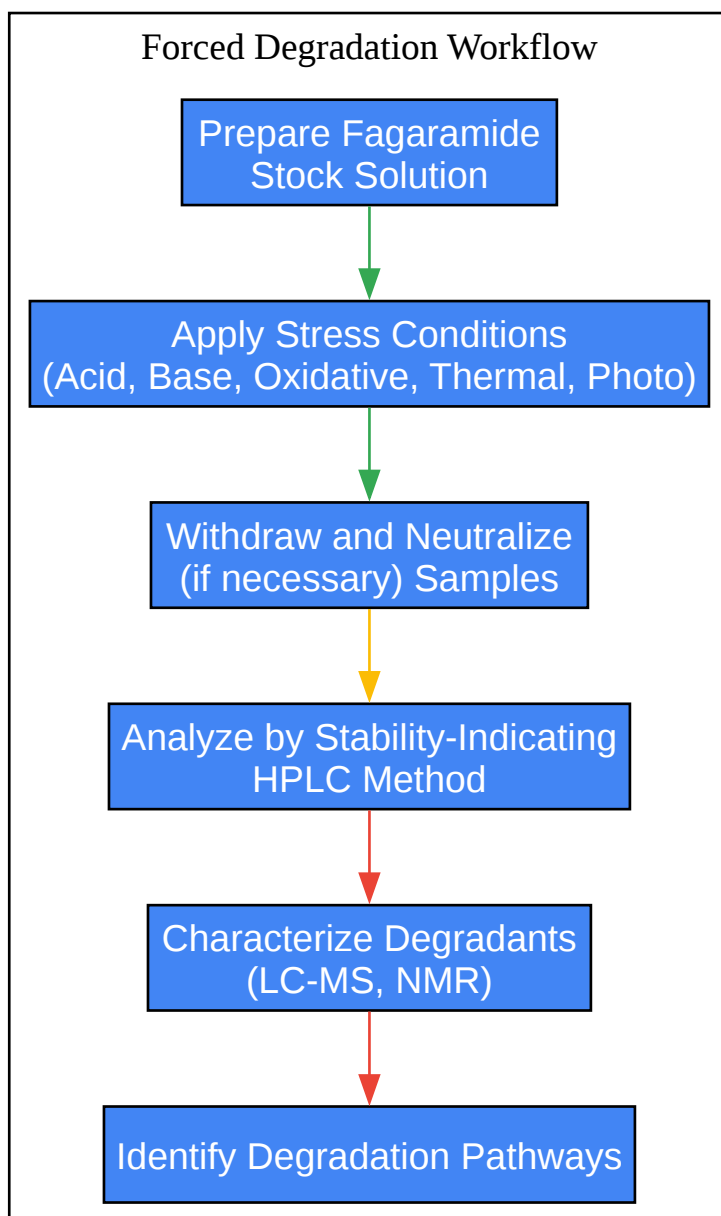 Forced Degradation Workflow
Prepare Fagaramide
Stock Solution
Apply Stress Conditions
(Acid, Base, Oxidative, Thermal, Photo)
Withdraw and Neutralize
(if necessary) Samples
Analyze by Stability-Indicating
HPLC Method
Characterize Degradants
(LC-MS, NMR)
Identify Degradation Pathways